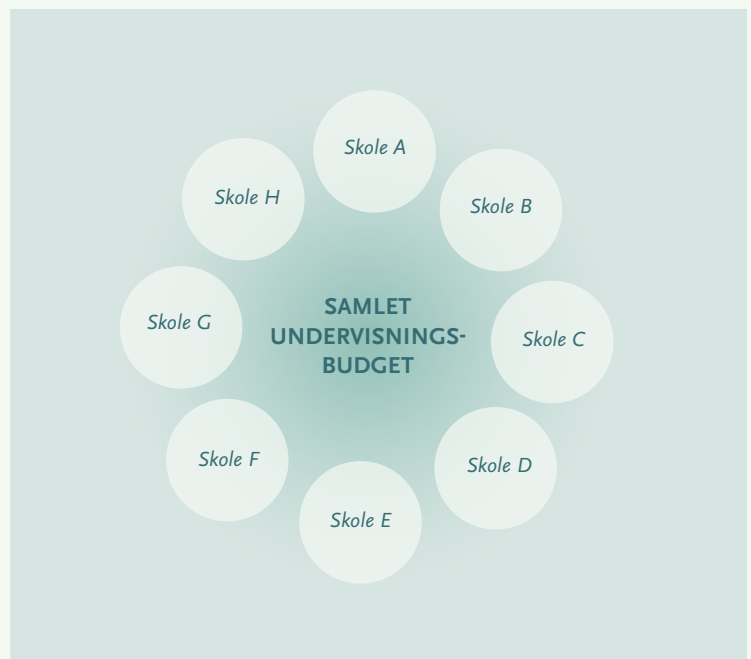 Skole A
Skole B
Skole C
Skole D
Skole E
Skole F
Skole G
Skole H
SAMLET
UNDERVISNINGS-
BUDGET